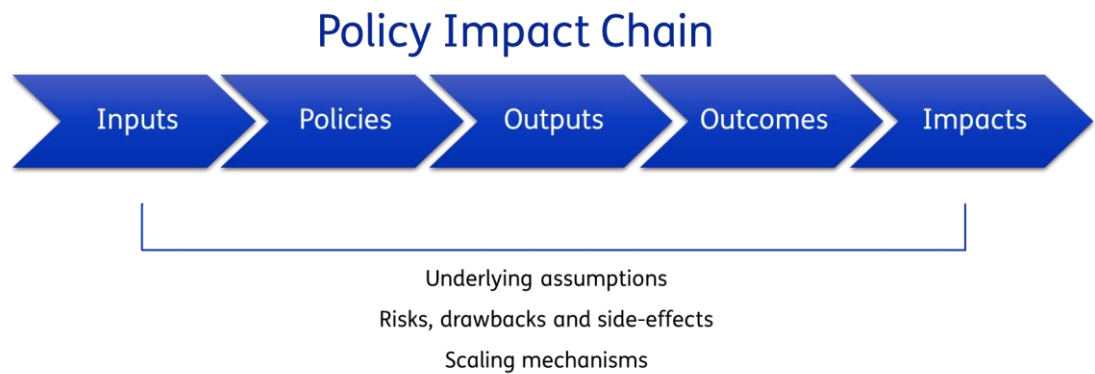 Policy Impact Chain
Inputs
Policies
Outputs
Outcomes
Impacts
Underlying assumptions
Risks, drawbacks and side-effects
Scaling mechanisms